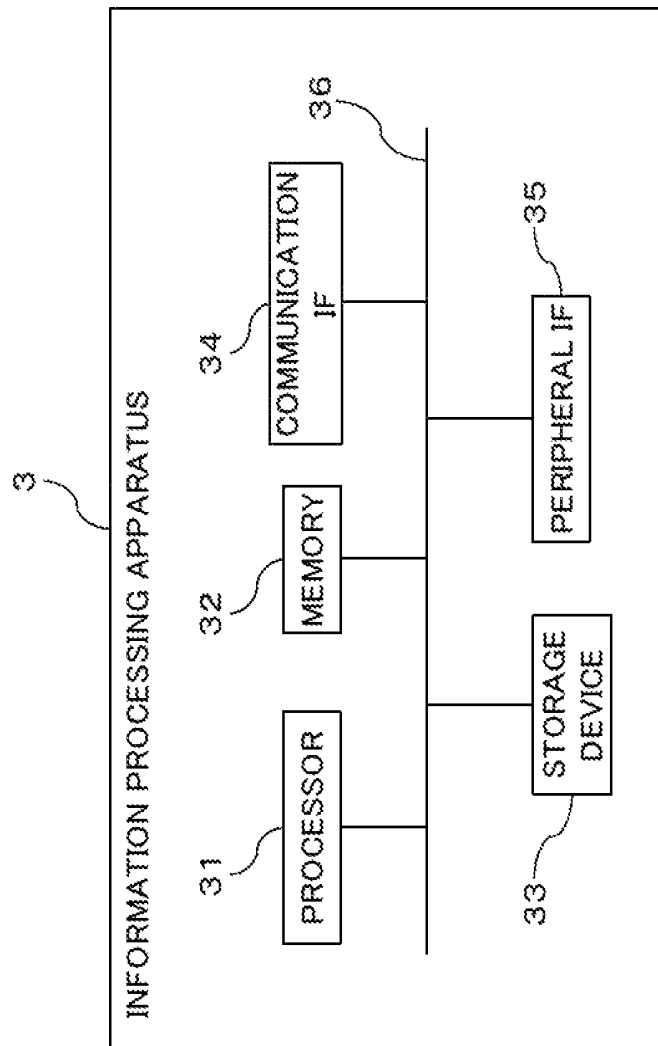 3
INFORMATION PROCESSING APPARATUS
31
32
34
36
PROCESSOR
MEMORY
COMMUNICATION
IF
STORAGE
DEVICE
PERIPHERAL IF
33
35